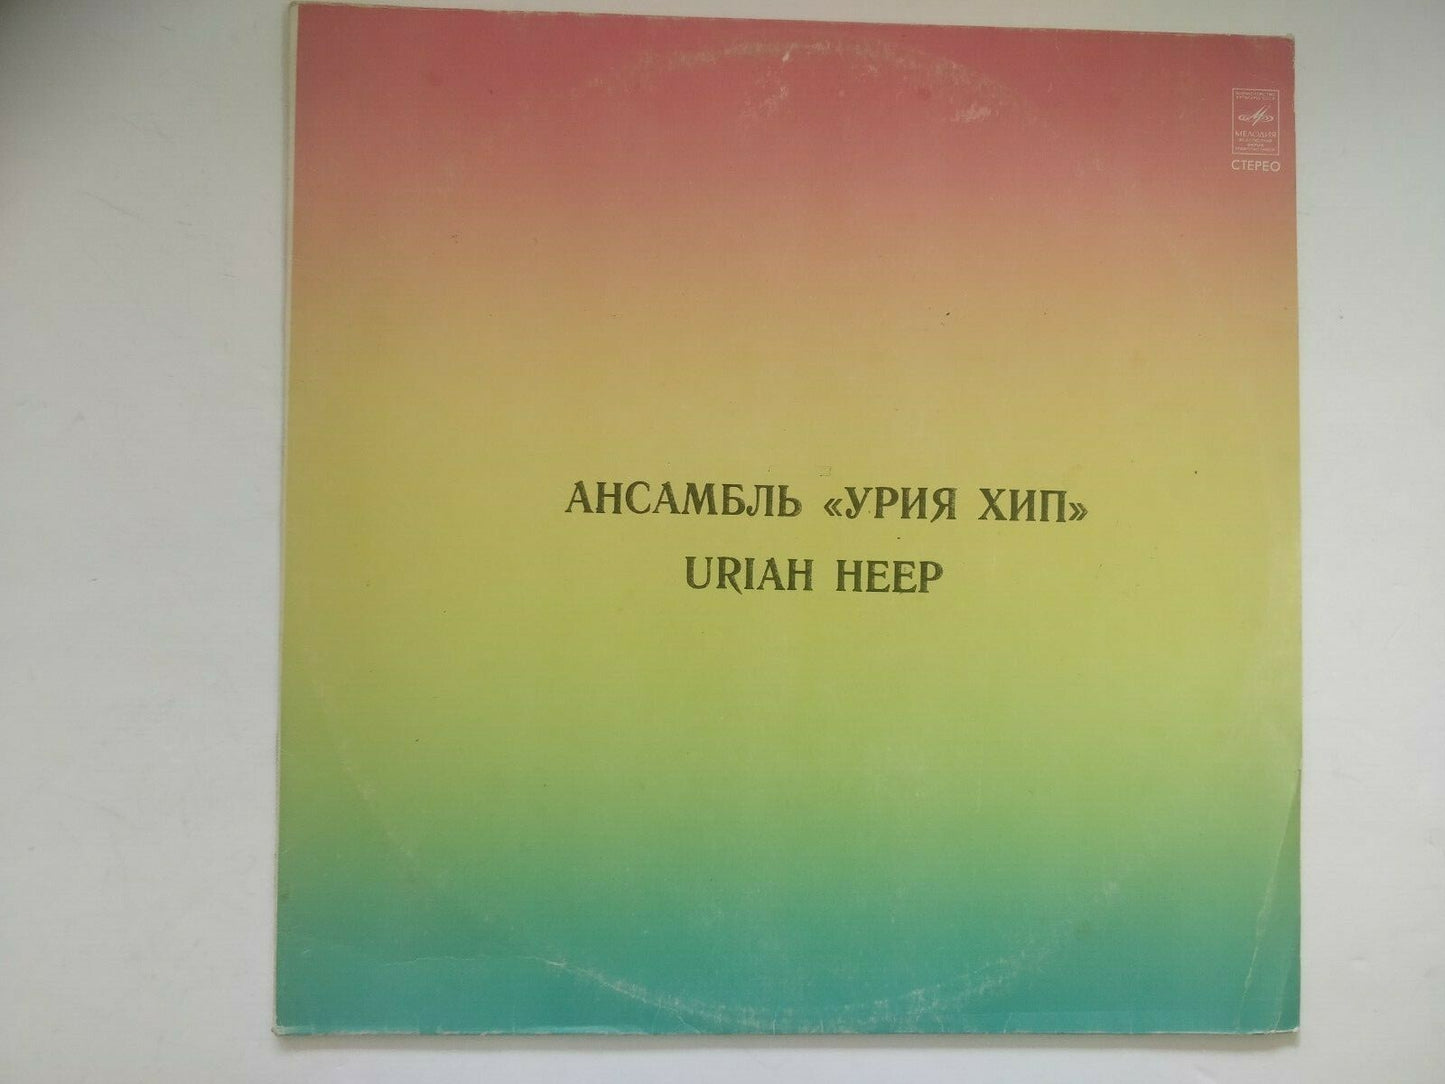 МЕЛОДИЯ
СТЕРЕО
АНСАМБЛЬ «УРИЯ ХИП»
URIAH HEEP